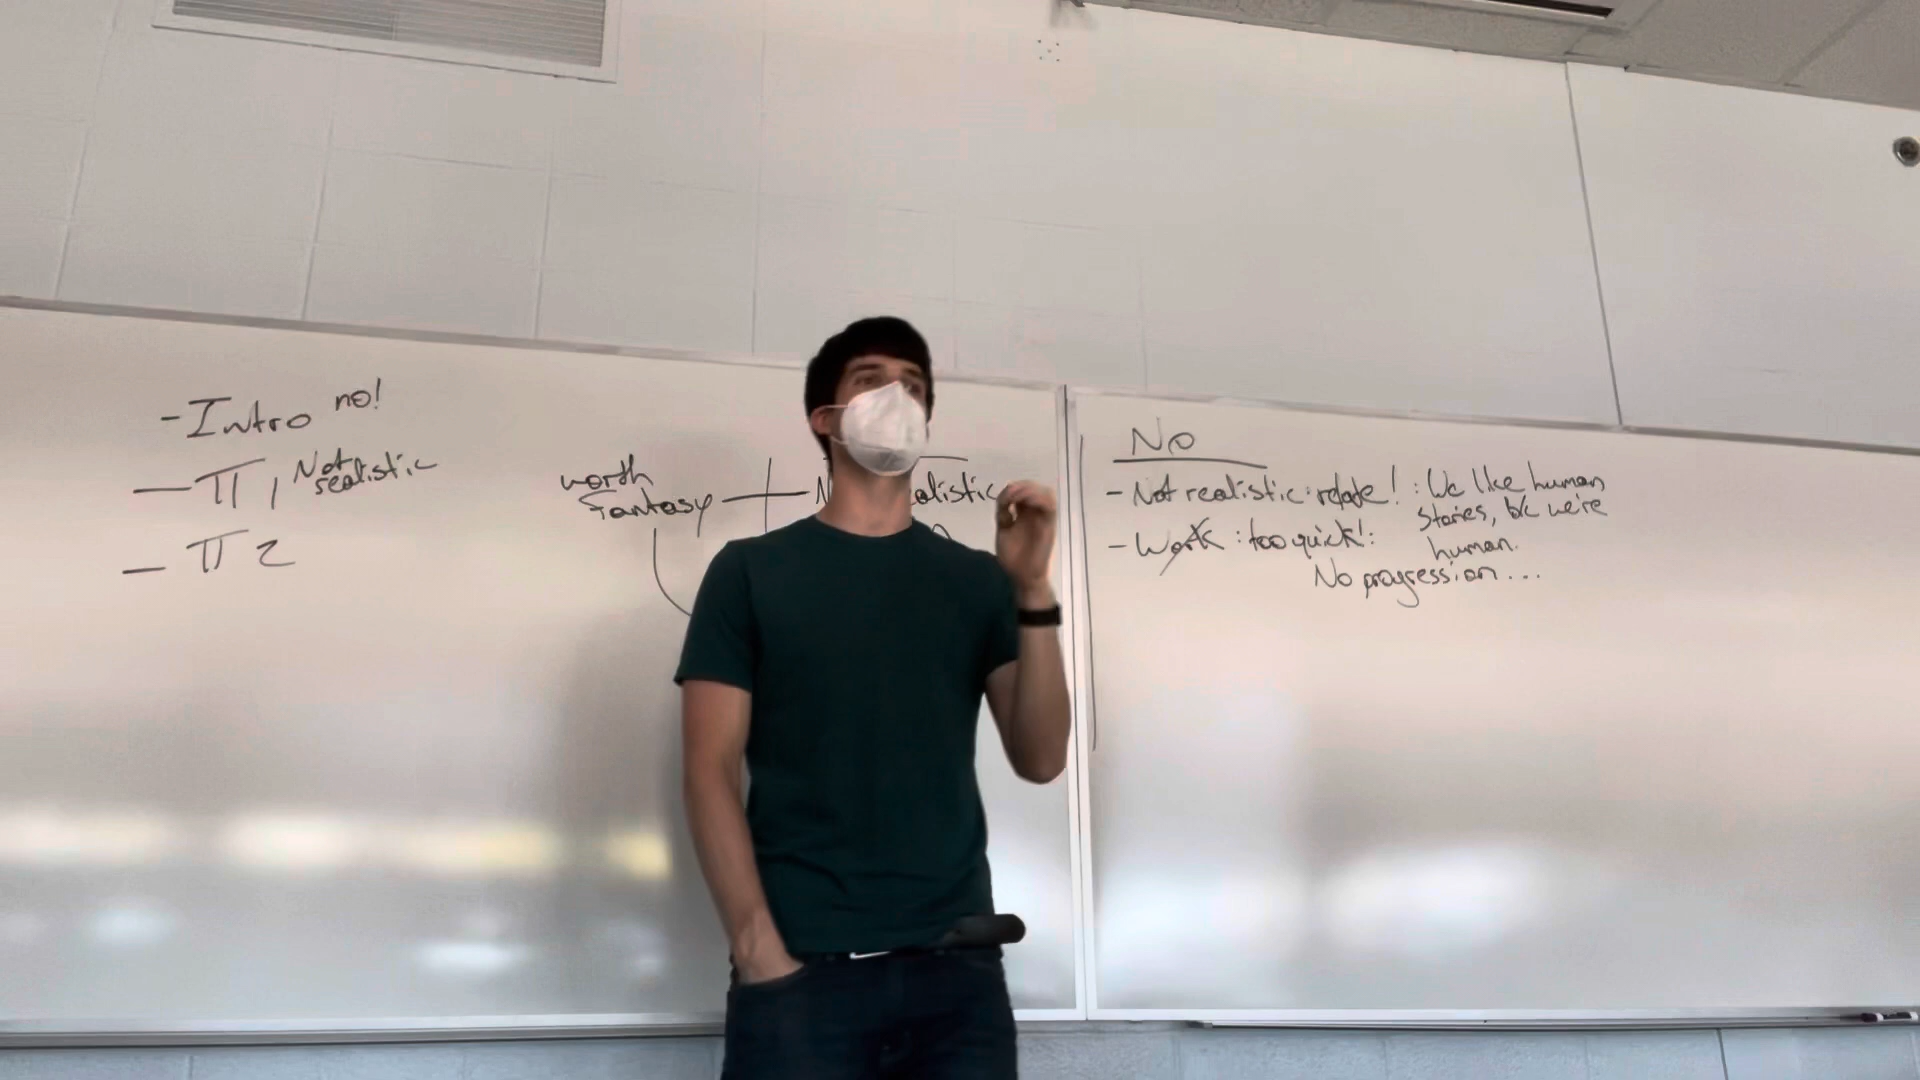 - Intro no!
- π 1 Not realistic
- π 2
worth
fantasy
alistic
No
- Not realistic: relate! : We like human
stories, b/c we're
human.
- Work : too quick! :
No progression...